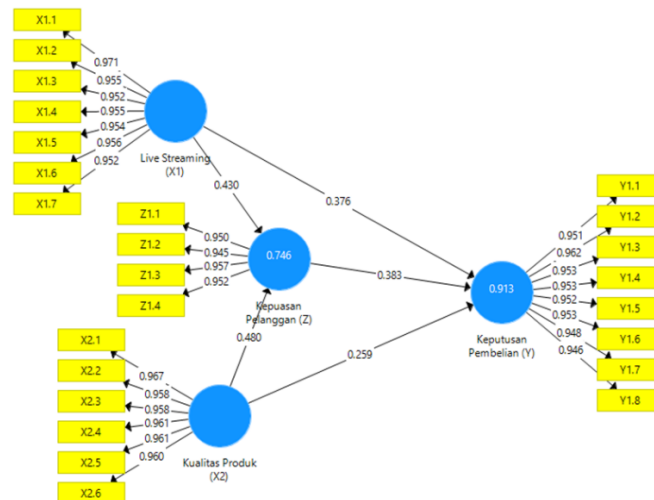 X1.1
X1.2
X1.3
X1.4
X1.5
X1.6
X1.7
0.971
0.955
0.952
0.955
0.954
0.956
0.952
Live Streaming
(X1)
0.430
0.376
Z1.1
Z1.2
Z1.3
Z1.4
0.950
0.945
0.957
0.952
0.746
Kepuasan
Pelanggan (Z)
0.383
0.480
0.259
X2.1
X2.2
X2.3
X2.4
X2.5
X2.6
0.967
0.958
0.958
0.961
0.961
0.960
Kualitas Produk
(X2)
0.913
Keputusan
Pembelian (Y)
0.951
0.962
0.953
0.953
0.952
0.953
0.948
0.946
Y1.1
Y1.2
Y1.3
Y1.4
Y1.5
Y1.6
Y1.7
Y1.8